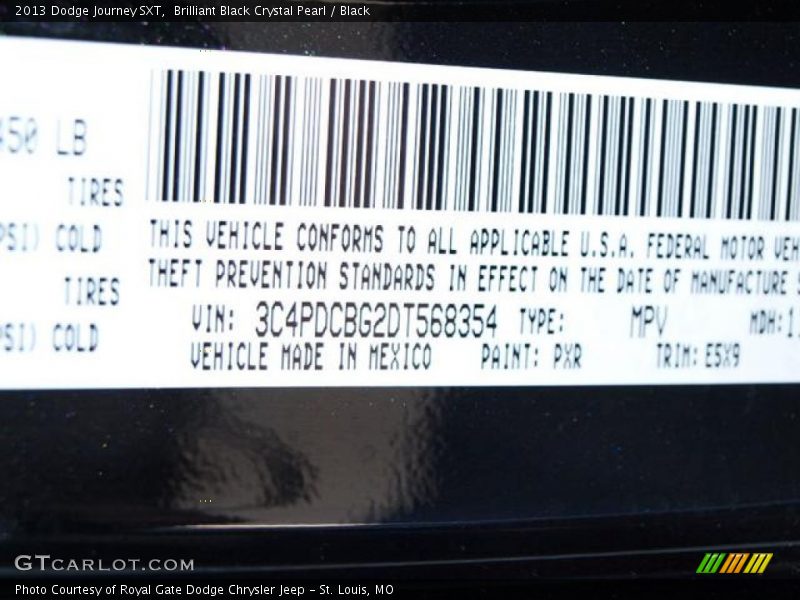 2013 Dodge Journey SXT, Brilliant Black Crystal Pearl / Black
450 LB
TIRES
PSI) COLD
TIRES
PSI) COLD
THIS VEHICLE CONFORMS TO ALL APPLICABLE U.S.A. FEDERAL MOTOR VEH
THEFT PREVENTION STANDARDS IN EFFECT ON THE DATE OF MANUFACTURE
VIN: 3C4PDCBG2DT568354 TYPE: MPV MDH: 1
VEHICLE MADE IN MEXICO PAINT: PXR TRIM: E5X9
GTCARLOT.COM
Photo Courtesy of Royal Gate Dodge Chrysler Jeep – St. Louis, MO